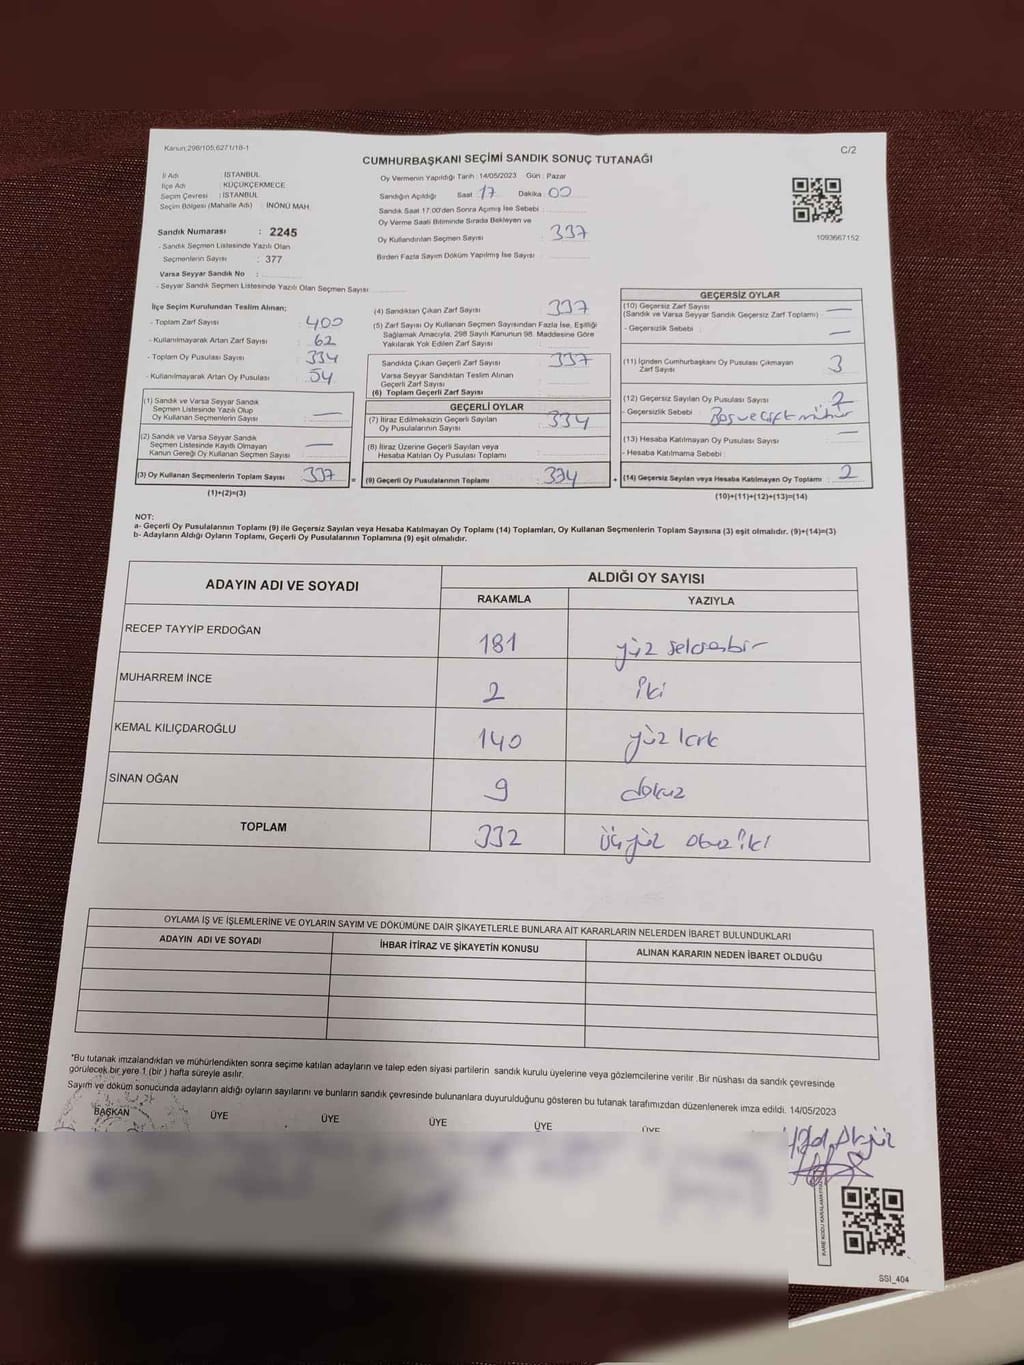 Kanun:298/105,6271/18-1
C/2
CUMHURBAŞKANI SEÇİMİ SANDIK SONUÇ TUTANAĞI
İl Adı : İSTANBUL
İlçe Adı : KÜÇÜKÇEKMECE
Seçim Çevresi : İSTANBUL
Seçim Bölgesi (Mahalle Adı) : İNÖNÜ MAH.
Sandık Numarası : 2245
- Sandık Seçmen Listesinde Yazılı Olan
Seçmenlerin Sayısı : 377
Varsa Seyyar Sandık No :
- Seyyar Sandık Seçmen Listesinde Yazılı Olan Seçmen Sayısı
Oy Vermenin Yapıldığı Tarih : 14/05/2023 Gün : Pazar
Sandığın Açıldığı Saat 17 Dakika 00
Sandık Saat 17:00'den Sonra Açımış İse Sebebi :
Oy Verme Saati Bitiminde Sırada Bekleyen ve
Oy Kullandırılan Seçmen Sayısı : 337
Birden Fazla Sayım Döküm Yapılmış İse Sayısı :
1093667152
İlçe Seçim Kurulundan Teslim Alınan;
- Toplam Zarf Sayısı : 400
- Kullanılmayarak Artan Zarf Sayısı : 62
- Toplam Oy Pusulası Sayısı : 334
- Kullanılmayarak Artan Oy Pusulası : 54
(1) Sandık ve Varsa Seyyar Sandık
Seçmen Listesinde Yazılı Olup
Oy Kullanan Seçmenlerin Sayısı : —
(2) Sandık ve Varsa Seyyar Sandık
Seçmen Listesinde Kayıtlı Olmayan
Kanun Gereği Oy Kullanan Seçmen Sayısı : —
(3) Oy Kullanan Seçmenlerin Toplam Sayısı : 337
(1)+(2)=(3)
(4) Sandıktan Çıkan Zarf Sayısı : 337
(5) Zarf Sayısı Oy Kullanan Seçmen Sayısından Fazla İse, Eşitliği
Sağlamak Amacıyla, 298 Sayılı Kanunun 98. Maddesine Göre
Yakılarak Yok Edilen Zarf Sayısı :
Sandıkta Çıkan Geçerli Zarf Sayısı : 337
Varsa Seyyar Sandıktan Teslim Alınan
Geçerli Zarf Sayısı :
(6) Toplam Geçerli Zarf Sayısı :
GEÇERLİ OYLAR
(7) İtiraz Edilmeksizin Geçerli Sayılan
Oy Pusulalarının Sayısı : 334
(8) İtiraz Üzerine Geçerli Sayılan veya
Hesaba Katılan Oy Pusulası Toplamı :
= (9) Geçerli Oy Pusulalarının Toplamı : 334 +
GEÇERSİZ OYLAR
(10) Geçersiz Zarf Sayısı
(Sandık ve Varsa Seyyar Sandık Geçersiz Zarf Toplamı) : —
- Geçersizlik Sebebi : —
(11) İçinden Cumhurbaşkanı Oy Pusulası Çıkmayan
Zarf Sayısı : 3
(12) Geçersiz Sayılan Oy Pusulası Sayısı : 2
- Geçersizlik Sebebi : Boş ve çift mühür
(13) Hesaba Katılmayan Oy Pusulası Sayısı : —
- Hesaba Katılmama Sebebi :
(14) Geçersiz Sayılan veya Hesaba Katılmayan Oy Toplamı : 2
(10)+(11)+(12)+(13)=(14)
NOT:
a- Geçerli Oy Pusulalarının Toplamı (9) ile Geçersiz Sayılan veya Hesaba Katılmayan Oy Toplamı (14) Toplamları, Oy Kullanan Seçmenlerin Toplam Sayısına (3) eşit olmalıdır. (9)+(14)=(3)
b- Adayların Aldığı Oyların Toplamı, Geçerli Oy Pusulalarının Toplamına (9) eşit olmalıdır.
ADAYIN ADI VE SOYADI ALDIĞI OY SAYISI
RAKAMLA YAZIYLA
RECEP TAYYİP ERDOĞAN 181 yüz seksenbir
MUHARREM İNCE 2 iki
KEMAL KILIÇDAROĞLU 140 yüz kırk
SİNAN OĞAN 9 dokuz
TOPLAM 332 Üçyüz otuz iki
OYLAMA İŞ VE İŞLEMLERİNE VE OYLARIN SAYIM VE DÖKÜMÜNE DAİR ŞİKAYETLERLE BUNLARA AİT KARARLARIN NELERDEN İBARET BULUNDUKLARI
ADAYIN ADI VE SOYADI İHBAR İTİRAZ VE ŞİKAYETİN KONUSU ALINAN KARARIN NEDEN İBARET OLDUĞU
*Bu tutanak imzalandıktan ve mühürlendikten sonra seçime katılan adayların ve talep eden siyasi partilerin sandık kurulu üyelerine veya gözlemcilerine verilir .Bir nüshası da sandık çevresinde
görülecek bir yere 1 (bir ) hafta süreyle asılır.
Sayım ve döküm sonucunda adayların aldığı oyların sayılarını ve bunların sandık çevresinde bulunanlara duyurulduğunu gösteren bu tutanak tarafımızdan düzenlenerek imza edildi. 14/05/2023
BAŞKAN ÜYE ÜYE ÜYE ÜYE ÜYE
KARE KODU KARALAMAYINIZ
SSI_404